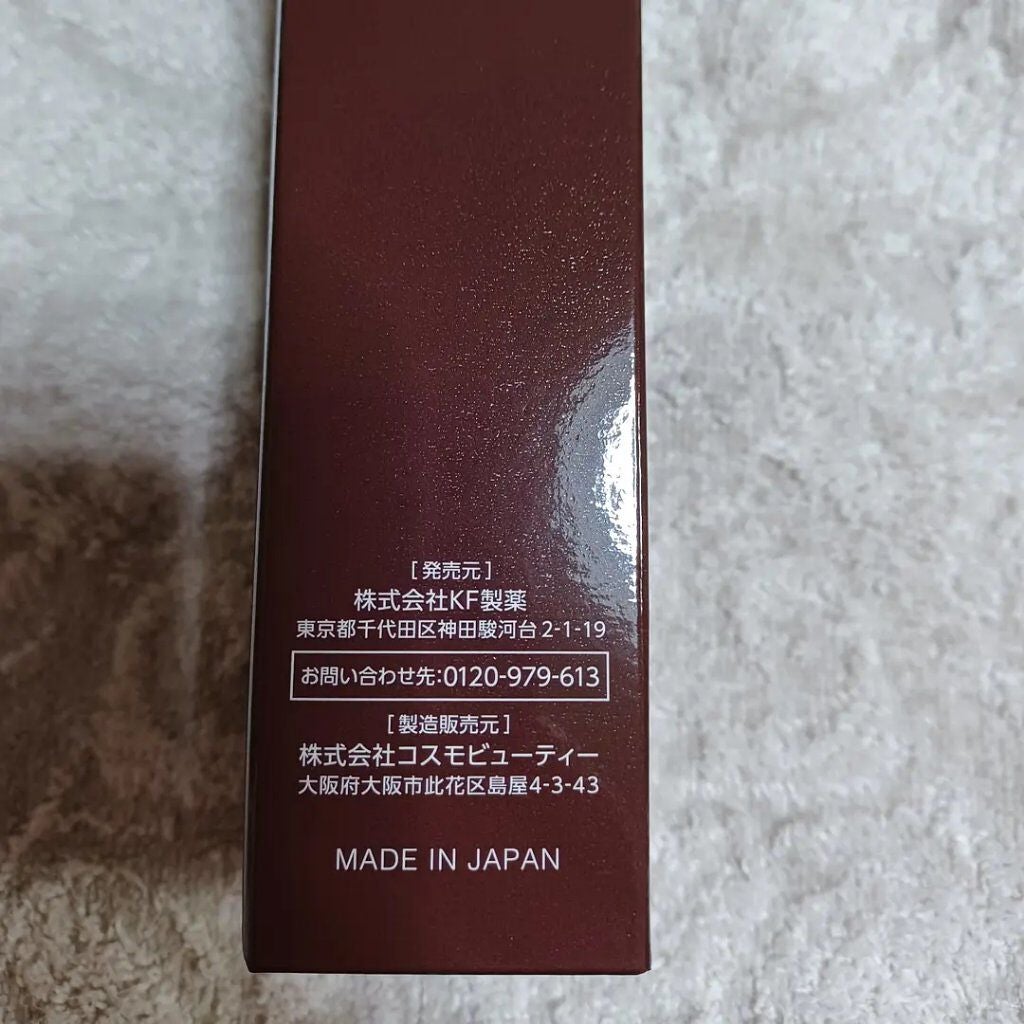 [発売元]
株式会社KF製薬
東京都千代田区神田駿河台2-1-19
お問い合わせ先:0120-979-613
[製造販売元]
株式会社コスモビューティー
大阪府大阪市此花区島屋4-3-43
MADE IN JAPAN